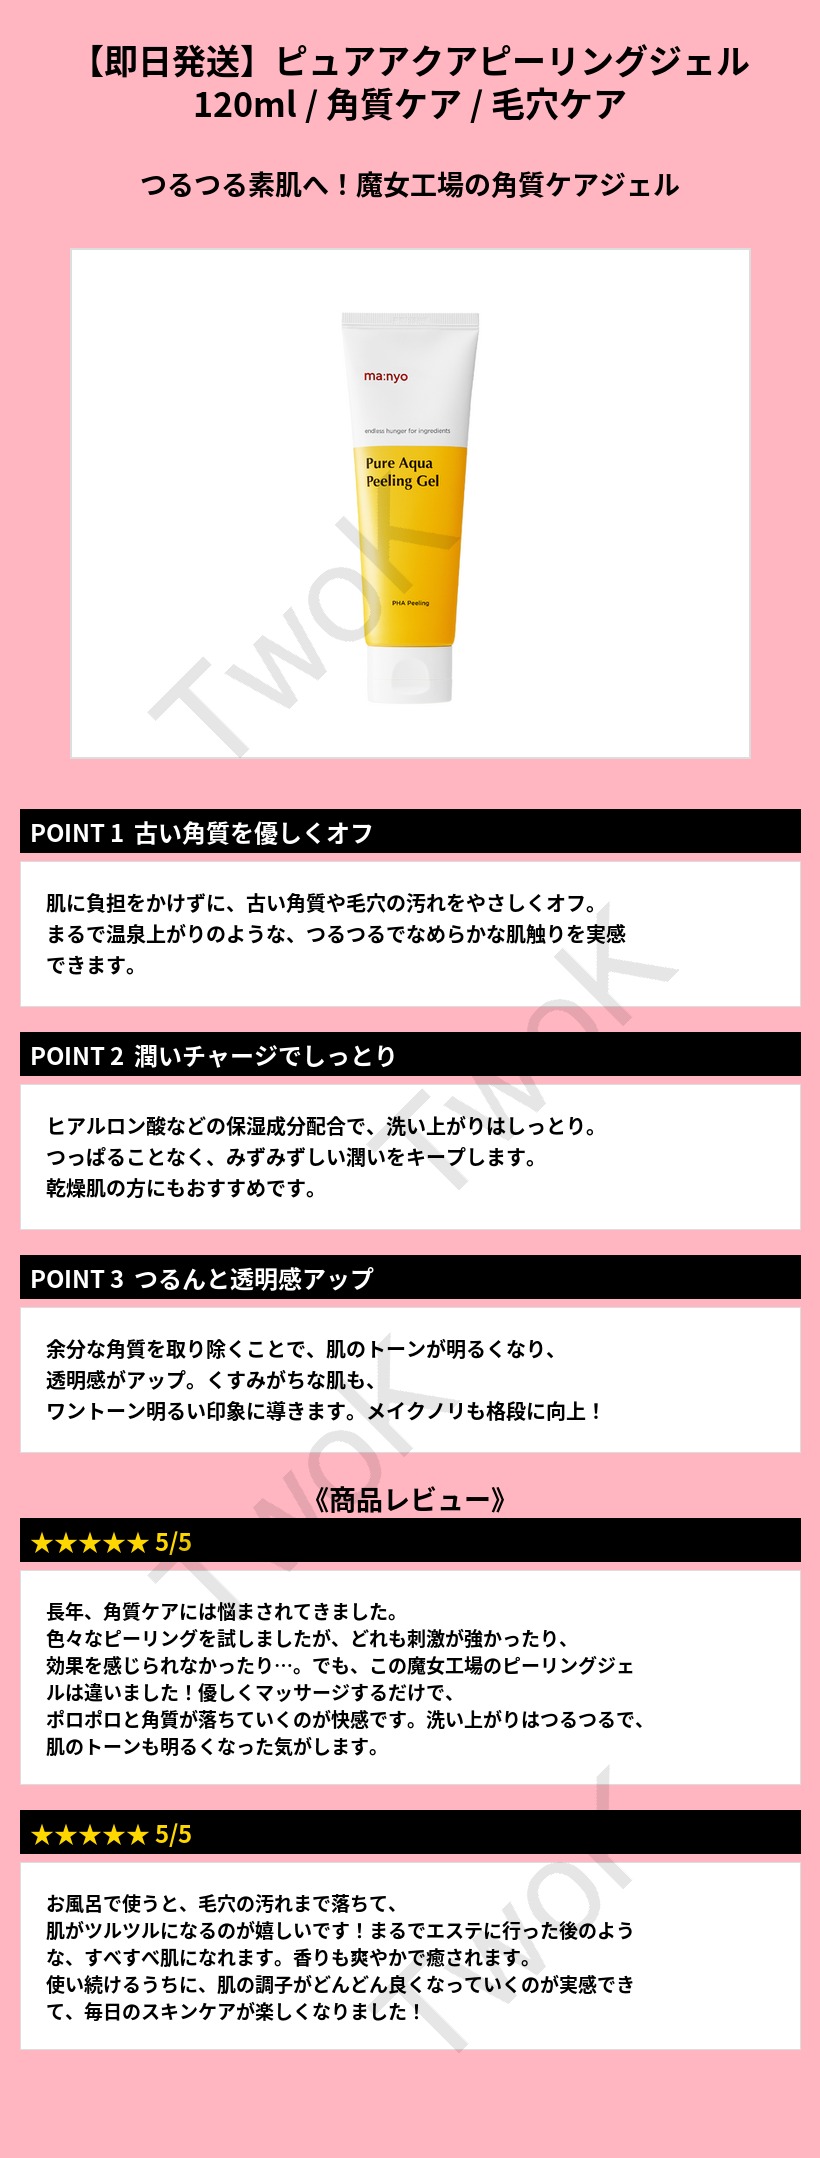 【即日発送】ピュアアクアピーリングジェル
120ml / 角質ケア / 毛穴ケア
つるつる素肌へ！魔女工場の角質ケアジェル
ma:nyo
endless hunger for ingredients
Pure Aqua
Peeling Gel
PHA Peeling
TwoK
POINT 1 古い角質を優しくオフ
肌に負担をかけずに、古い角質や毛穴の汚れをやさしくオフ。
まるで温泉上がりのような、つるつるでなめらかな肌触りを実感
できます。
TwoK
POINT 2 潤いチャージでしっとり
ヒアルロン酸などの保湿成分配合で、洗い上がりはしっとり。
つっぱることなく、みずみずしい潤いをキープします。
乾燥肌の方にもおすすめです。
POINT 3 つるんと透明感アップ
余分な角質を取り除くことで、肌のトーンが明るくなり、
透明感がアップ。くすみがちな肌も、
ワントーン明るい印象に導きます。メイクノリも格段に向上！
TwoK
《商品レビュー》
★★★★★ 5/5
長年、角質ケアには悩まされてきました。
色々なピーリングを試しましたが、どれも刺激が強かったり、
効果を感じられなかったり…。でも、この魔女工場のピーリングジェ
ルは違いました！優しくマッサージするだけで、
ポロポロと角質が落ちていくのが快感です。洗い上がりはつるつるで、
肌のトーンも明るくなった気がします。
★★★★★ 5/5
お風呂で使うと、毛穴の汚れまで落ちて、
肌がツルツルになるのが嬉しいです！まるでエステに行った後のよう
な、すべすべ肌になれます。香りも爽やかで癒されます。
使い続けるうちに、肌の調子がどんどん良くなっていくのが実感でき
て、毎日のスキンケアが楽しくなりました！
TwoK